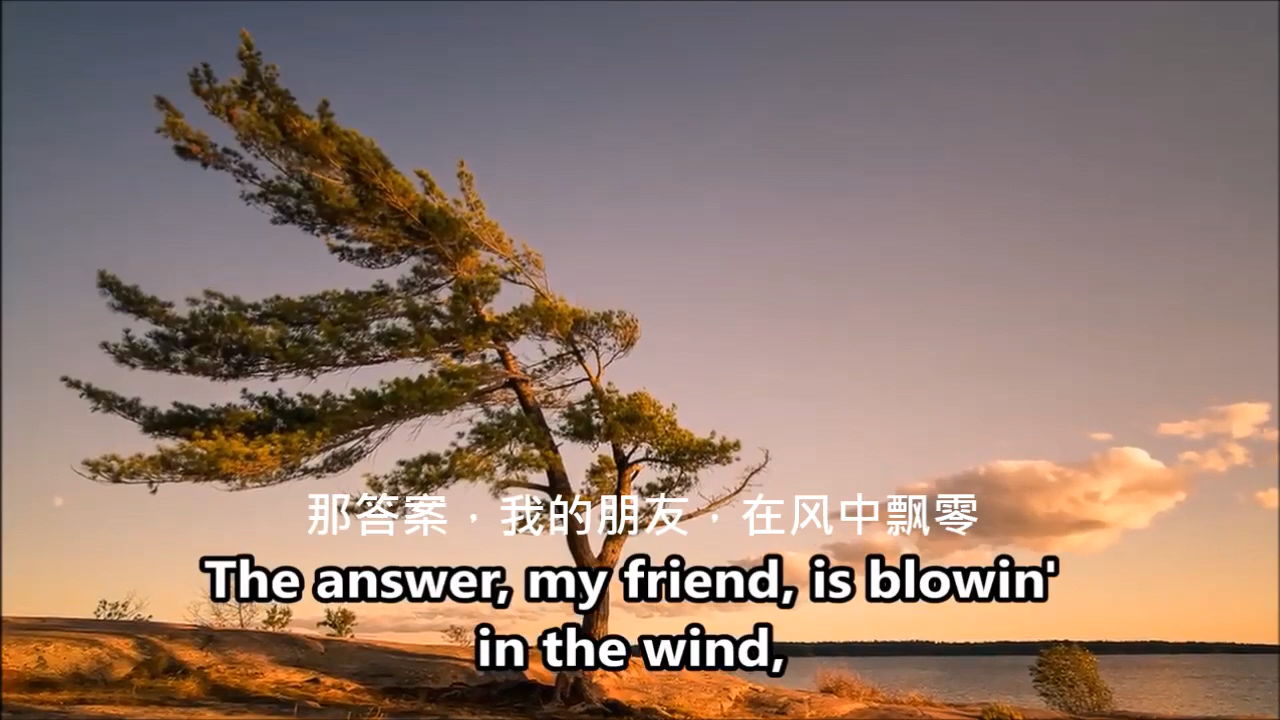 那答案，我的朋友，在风中飘零
The answer, my friend, is blowin'
in the wind,